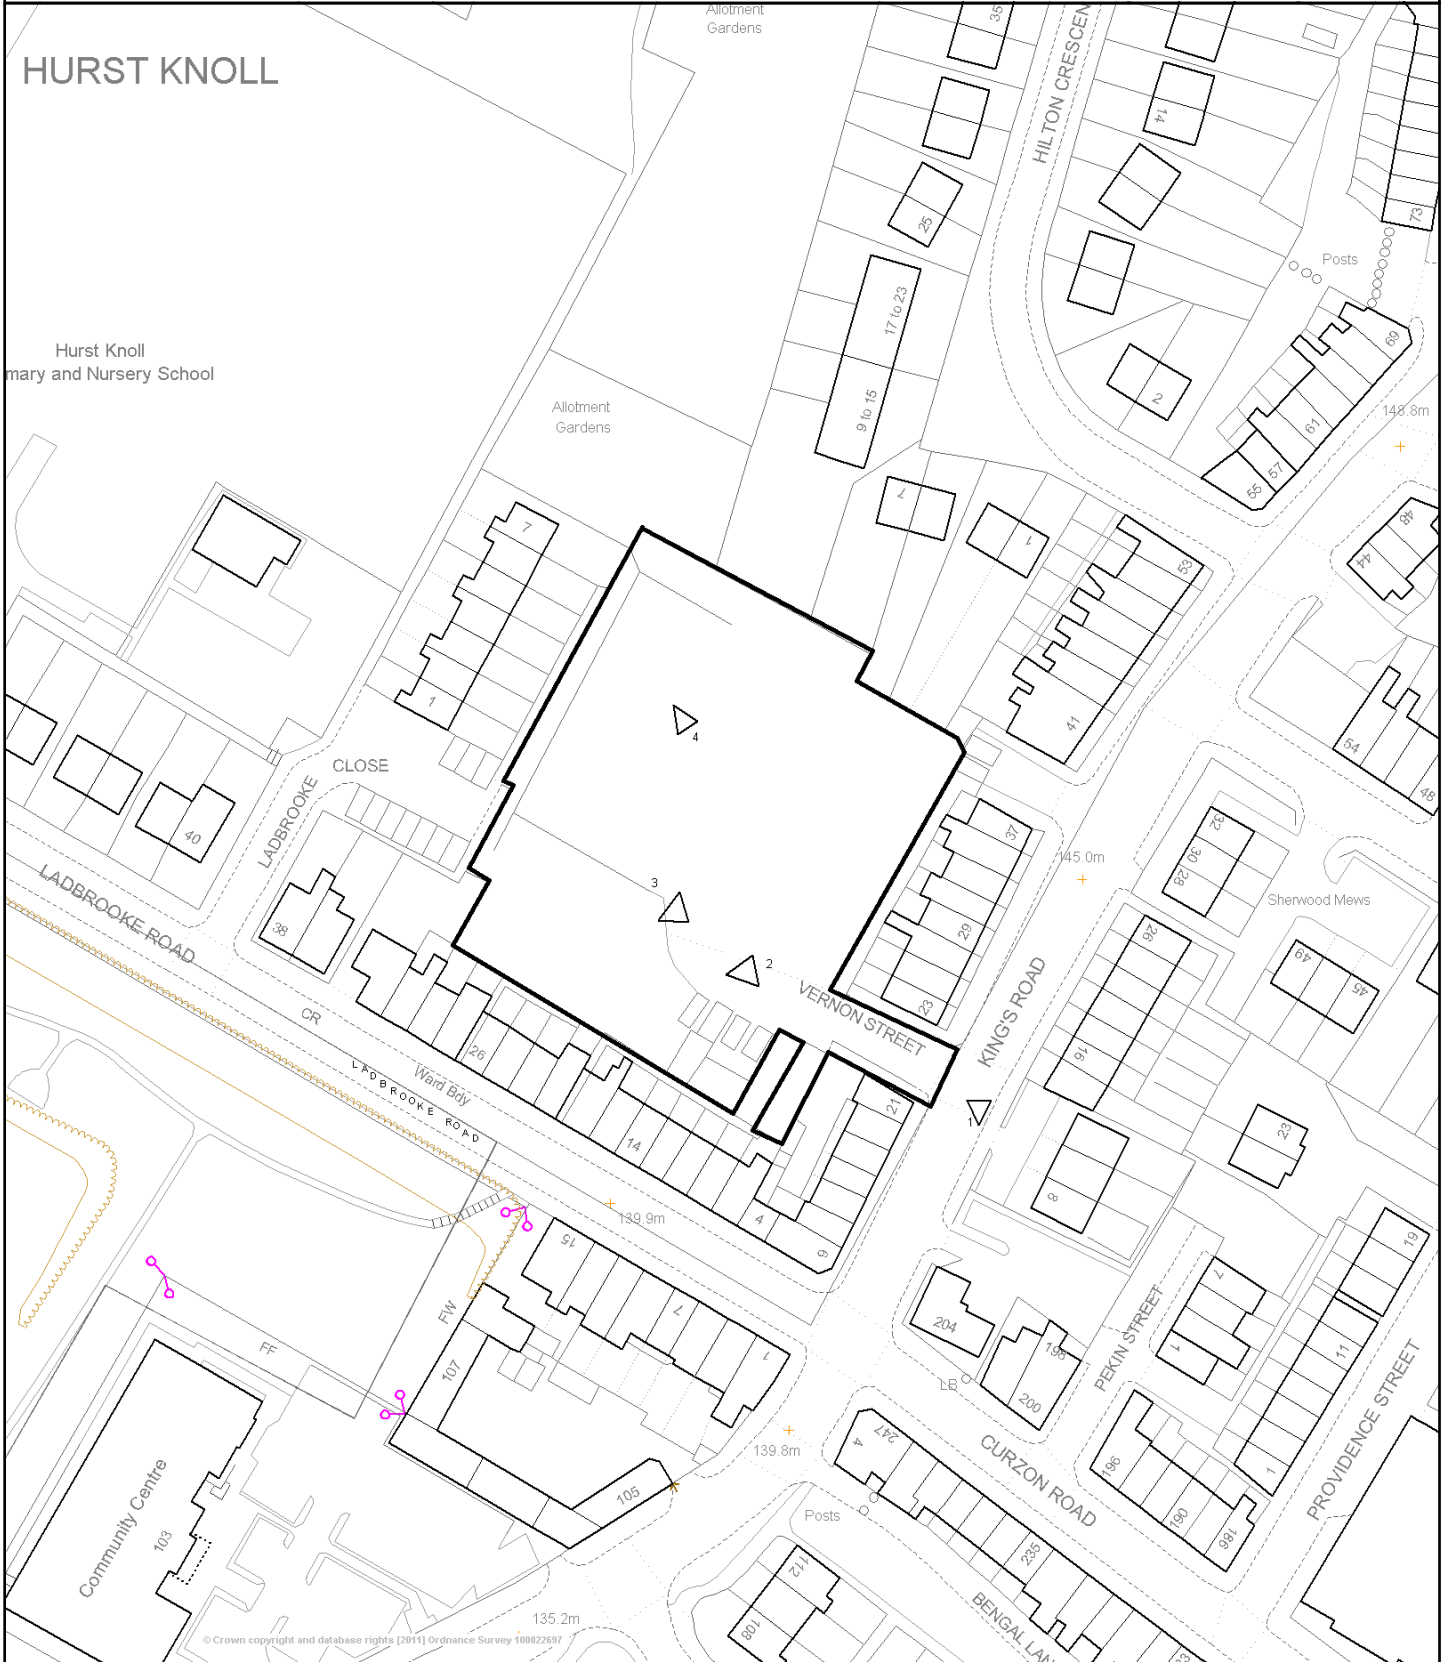 Allotment
Gardens
35
HILTON CRESCEN
HURST KNOLL
14
25
73
Posts
17 to 23
69
Hurst Knoll
mary and Nursery School
9 to 15
2
Allotment
Gardens
148.8m
61
57
55
7
7
1
53
48
44
1
41
54
48
4
CLOSE
LADBROOKE
40
37
32
30
28
145.0m
3
Sherwood Mews
LADBROOKE ROAD
38
29
26
49
45
2
VERNON STREET
23
KING'S ROAD
CR
26
16
Ward Bdy
LADBROOKE ROAD
21
1
23
14
8
4
6
139.9m
15
19
7
7
FW
204
PEKIN STREET
FF
107
1
198
1
11
LB
200
PROVIDENCE STREET
247
4
139.8m
CURZON ROAD
196
1
Community Centre
103
105
Posts
190
186
235
112
108
BENGAL LAN
135.2m
© Crown copyright and database rights [2011] Ordnance Survey 100022697